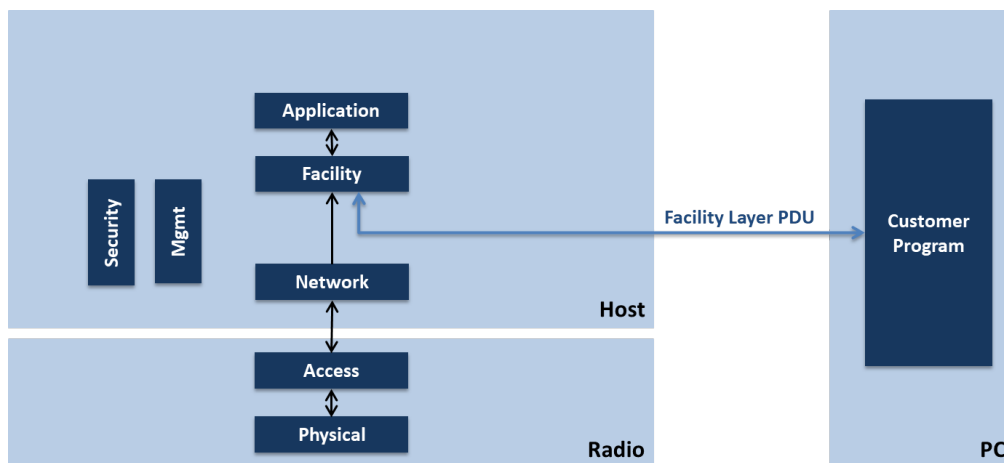 Application
Facility
Security
Mgmt
Facility Layer PDU
Customer
Program
Network
Host
Access
Physical
Radio
PC